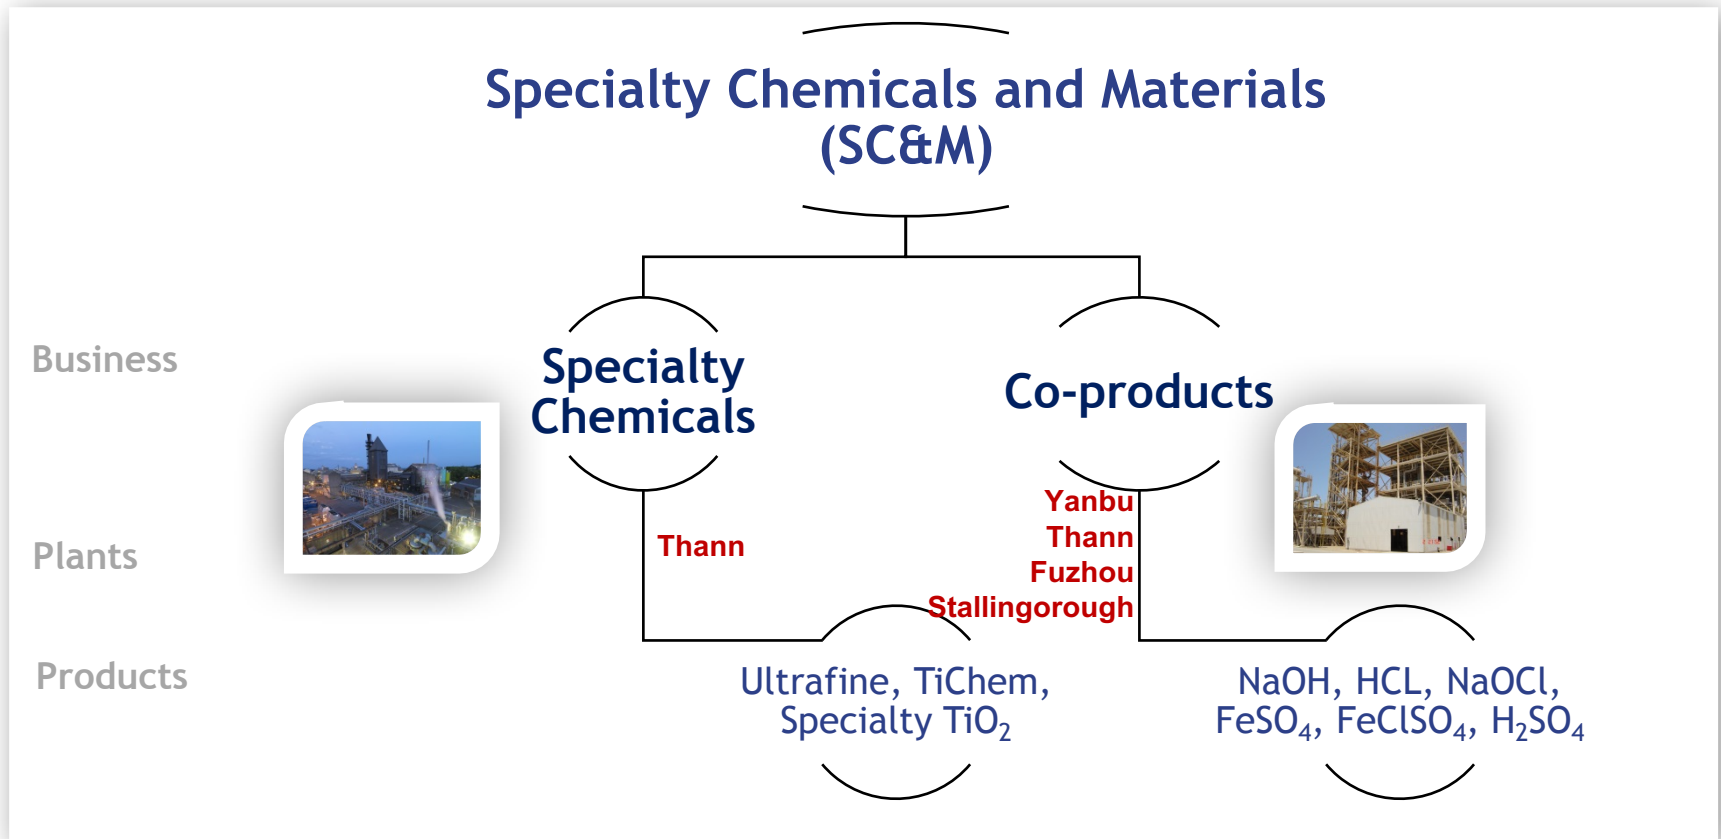 Specialty Chemicals and Materials
(SC&M)
Business
Specialty
Chemicals
Co-products
Plants
Thann
Yanbu
Thann
Fuzhou
Stallingorough
Products
Ultrafine, TiChem,
Specialty TiO₂
NaOH, HCL, NaOCl,
FeSO₄, FeClSO₄, H₂SO₄